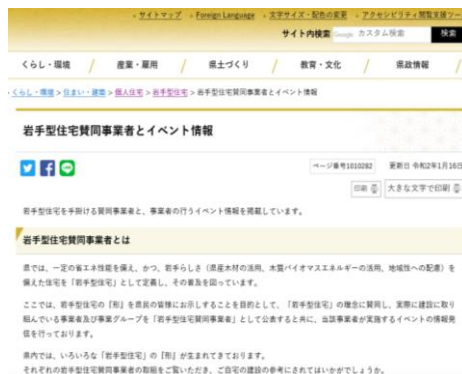 サイトマップ Foreign Language 文字サイズ・配色の変更 アクセシビリティ閲覧支援ツー
サイト内検索 Google カスタム検索 検索
くらし・環境 / 産業・雇用 / 県土づくり / 教育・文化 / 県政情報 /
くらし・環境 > 住まい・建築 > 個人住宅 > 岩手型住宅 > 岩手型住宅賛同事業者とイベント情報
岩手型住宅賛同事業者とイベント情報
ページ番号1010282 更新日 令和2年1月16日
印刷 大きな文字で印刷
岩手型住宅を手掛ける賛同事業者と、事業者の行うイベント情報を掲載しています。
岩手型住宅賛同事業者とは
県では、一定の省エネ性能を備え、かつ、岩手らしさ（県産木材の活用、木質バイオマスエネルギーの活用、地域性への配慮）を
備えた住宅を「岩手型住宅」として定義し、その普及を図っています。
ここでは、岩手型住宅の『形』を県民の皆様にお示しすることを目的として、「岩手型住宅」の理念に賛同し、実際に建設に取り
組んでいる事業者及び事業グループを「岩手型住宅賛同事業者」として公表すると共に、当該事業者が実施するイベントの情報発
信を行っております。
県内では、いろいろな「岩手型住宅」の『形』が生まれてきております。
それぞれの岩手型住宅賛同事業者の取組をご覧いただき、ご自宅の建設の参考にされてはいかがでしょうか。